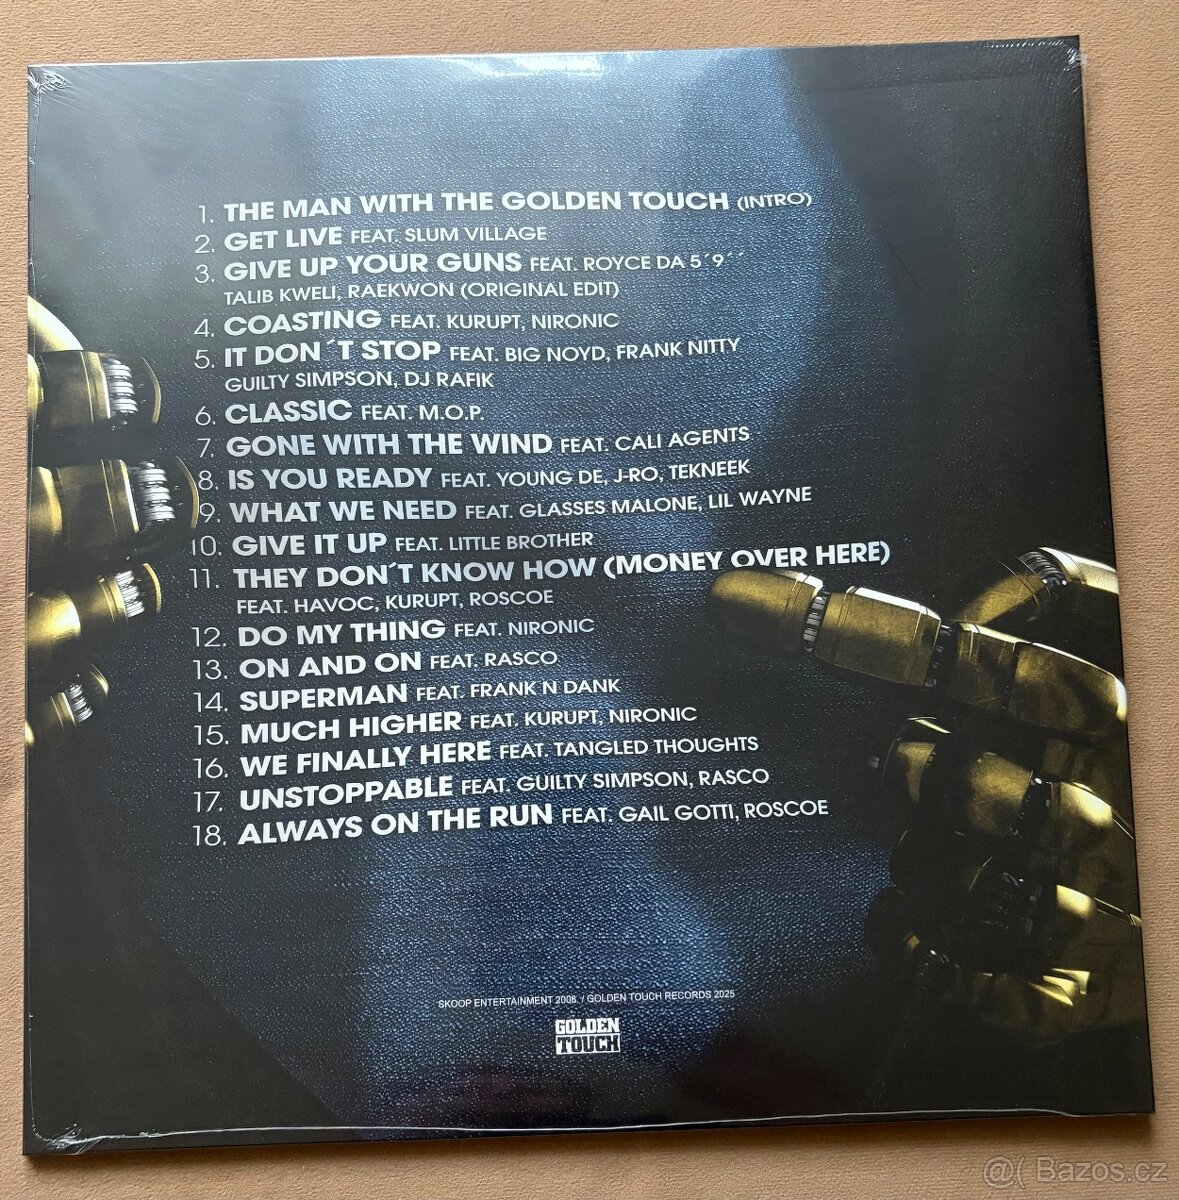 1. THE MAN WITH THE GOLDEN TOUCH (INTRO)
2. GET LIVE FEAT. SLUM VILLAGE
3. GIVE UP YOUR GUNS FEAT. ROYCE DA 5´9´´
TALIB KWELI, RAEKWON (ORIGINAL EDIT)
4. COASTING FEAT. KURUPT, NIRONIC
5. IT DON´T STOP FEAT. BIG NOYD, FRANK NITTY
GUILTY SIMPSON, DJ RAFIK
6. CLASSIC FEAT. M.O.P.
7. GONE WITH THE WIND FEAT. CALI AGENTS
8. IS YOU READY FEAT. YOUNG DE, J-RO, TEKNEEK
9. WHAT WE NEED FEAT. GLASSES MALONE, LIL WAYNE
10. GIVE IT UP FEAT. LITTLE BROTHER
11. THEY DON´T KNOW HOW (MONEY OVER HERE)
FEAT. HAVOC, KURUPT, ROSCOE
12. DO MY THING FEAT. NIRONIC
13. ON AND ON FEAT. RASCO
14. SUPERMAN FEAT. FRANK N DANK
15. MUCH HIGHER FEAT. KURUPT, NIRONIC
16. WE FINALLY HERE FEAT. TANGLED THOUGHTS
17. UNSTOPPABLE FEAT. GUILTY SIMPSON, RASCO
18. ALWAYS ON THE RUN FEAT. GAIL GOTTI, ROSCOE
SKOOP ENTERTAINMENT 2008. / GOLDEN TOUCH RECORDS 2025
GOLDEN
TOUCH
@( Bazos.cz